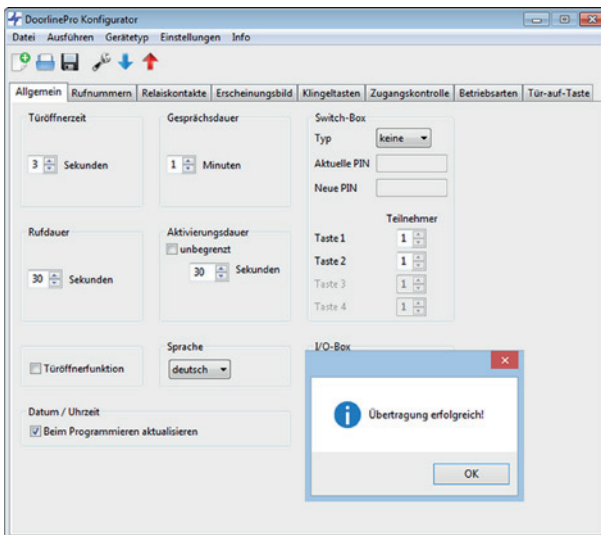 DoorlinePro Konfigurator
Datei Ausführen Gerätetyp Einstellungen Info
Allgemein Rufnummern Relaiskontakte Erscheinungsbild Klingeltasten Zugangskontrolle Betriebsarten Tür-auf-Taste
Türöffnerzeit
3 Sekunden
Gesprächsdauer
1 Minuten
Switch-Box
Typ keine
Aktuelle PIN
Neue PIN
Teilnehmer
Taste 1 1
Taste 2 1
Taste 3 1
Taste 4 1
Rufdauer
30 Sekunden
Aktivierungsdauer
unbegrenzt
30 Sekunden
Türöffnerfunktion
Sprache
deutsch
I/O-Box
Datum / Uhrzeit
Beim Programmieren aktualisieren
Übertragung erfolgreich!
OK